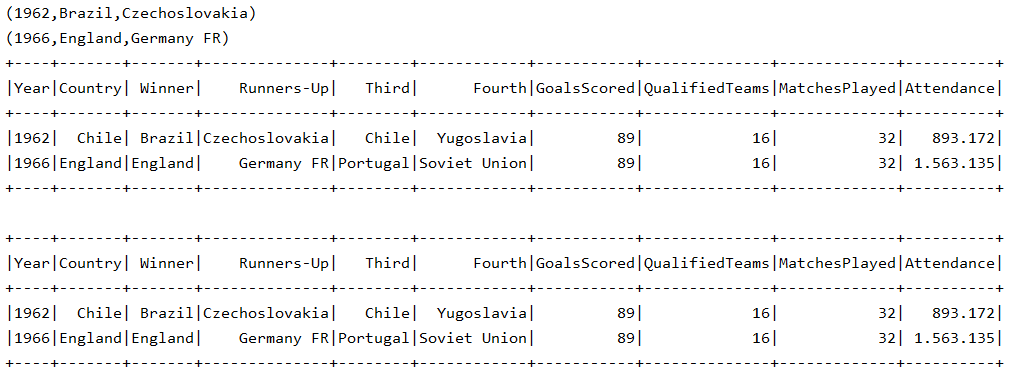 (1962,Brazil,Czechoslovakia)
(1966,England,Germany FR)
+----+-------+-------+--------------+--------+------------+-----------+--------------+-------------+----------+
|Year|Country| Winner|    Runners-Up|   Third|      Fourth|GoalsScored|QualifiedTeams|MatchesPlayed|Attendance|
+----+-------+-------+--------------+--------+------------+-----------+--------------+-------------+----------+
|1962|  Chile| Brazil|Czechoslovakia|   Chile|  Yugoslavia|         89|            16|           32|   893.172|
|1966|England|England|    Germany FR|Portugal|Soviet Union|         89|            16|           32| 1.563.135|
+----+-------+-------+--------------+--------+------------+-----------+--------------+-------------+----------+

+----+-------+-------+--------------+--------+------------+-----------+--------------+-------------+----------+
|Year|Country| Winner|    Runners-Up|   Third|      Fourth|GoalsScored|QualifiedTeams|MatchesPlayed|Attendance|
+----+-------+-------+--------------+--------+------------+-----------+--------------+-------------+----------+
|1962|  Chile| Brazil|Czechoslovakia|   Chile|  Yugoslavia|         89|            16|           32|   893.172|
|1966|England|England|    Germany FR|Portugal|Soviet Union|         89|            16|           32| 1.563.135|
+----+-------+-------+--------------+--------+------------+-----------+--------------+-------------+----------+